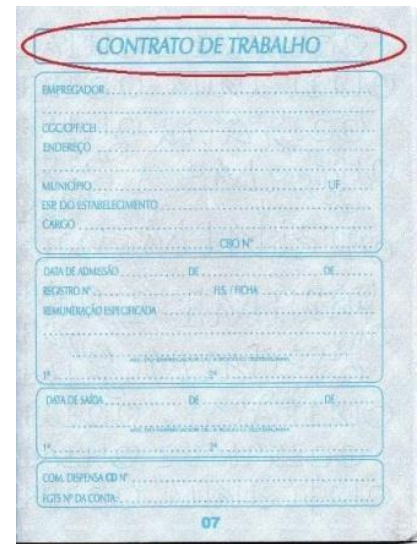 CONTRATO DE TRABALHO
EMPREGADOR
CGC/CPF/CEI
ENDEREÇO
MUNICÍPIO UF
ESP. DO ESTABELECIMENTO
CARGO
CBO Nº
DATA DE ADMISSÃO DE DE
REGISTRO Nº FLS. / FICHA
REMUNERAÇÃO ESPECIFICADA
1ª 2ª
DATA DE SAÍDA DE DE
1ª 2ª
COM. DISPENSA CD Nº
FGTS Nº DA CONTA
07